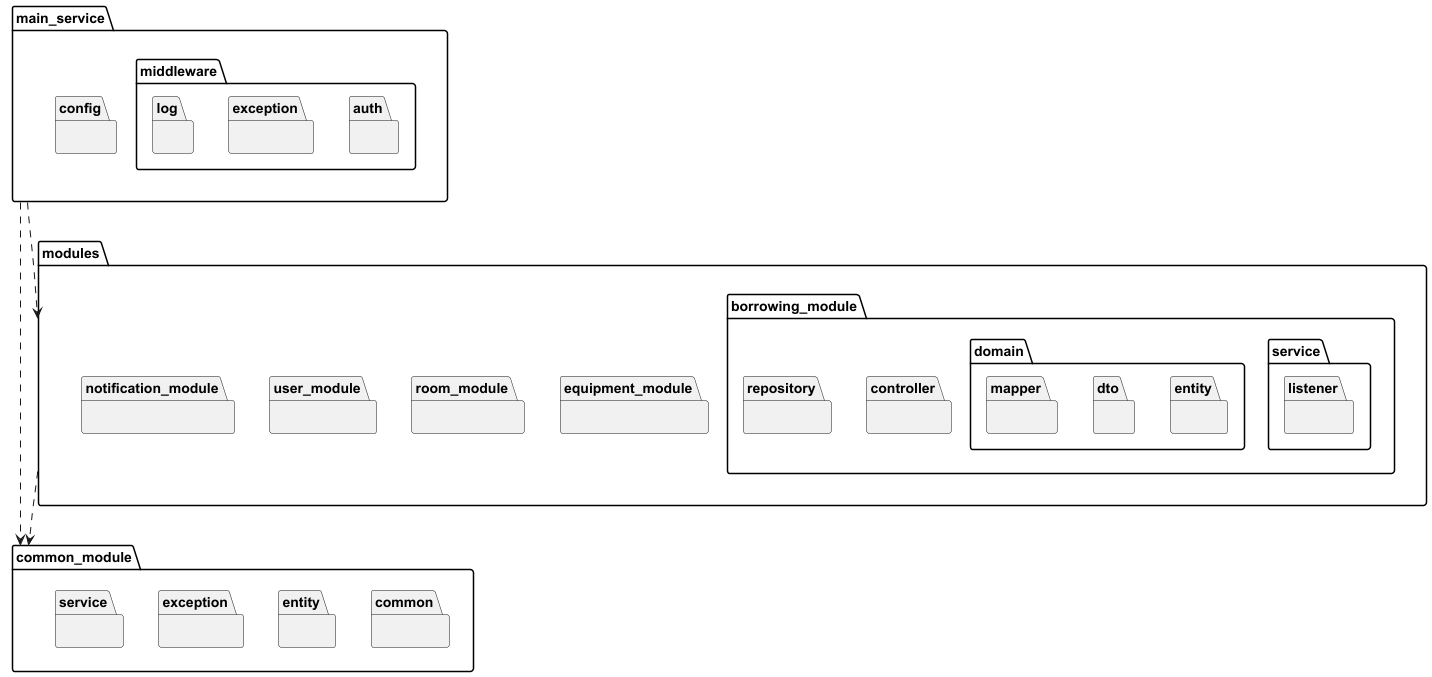 main_service
middleware
config
log
exception
auth
modules
borrowing_module
domain
service
notification_module
user_module
room_module
equipment_module
repository
controller
mapper
dto
entity
listener
common_module
service
exception
entity
common